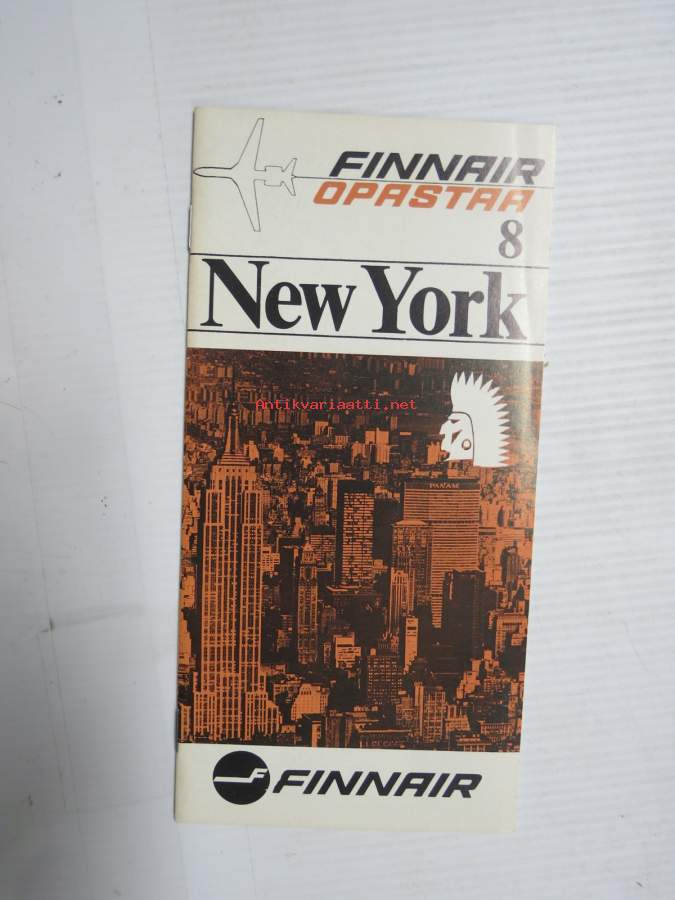 FINNAIR
OPASTAA
8
New York
Antikvariaatti.net
PAN AM
FINNAIR